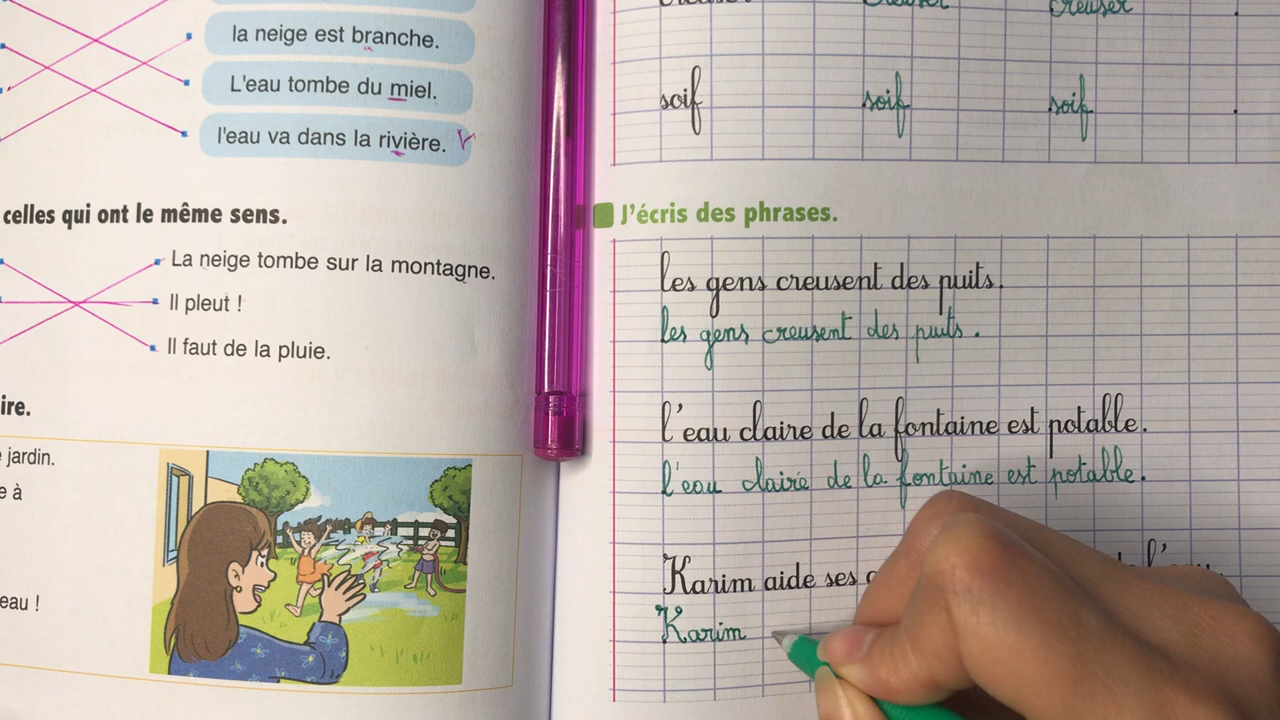 la neige est branche.
L'eau tombe du miel.
l'eau va dans la rivière.
celles qui ont le même sens.
La neige tombe sur la montagne.
Il pleut !
Il faut de la pluie.
ire.
jardin.
e à
eau !
creuser
soif soif soif .
J'écris des phrases.
les gens creusent des puits.
les gens creusent des puits.
l'eau claire de la fontaine est potable.
l'eau claire de la fontaine est potable.
Karim aide ses
Karim